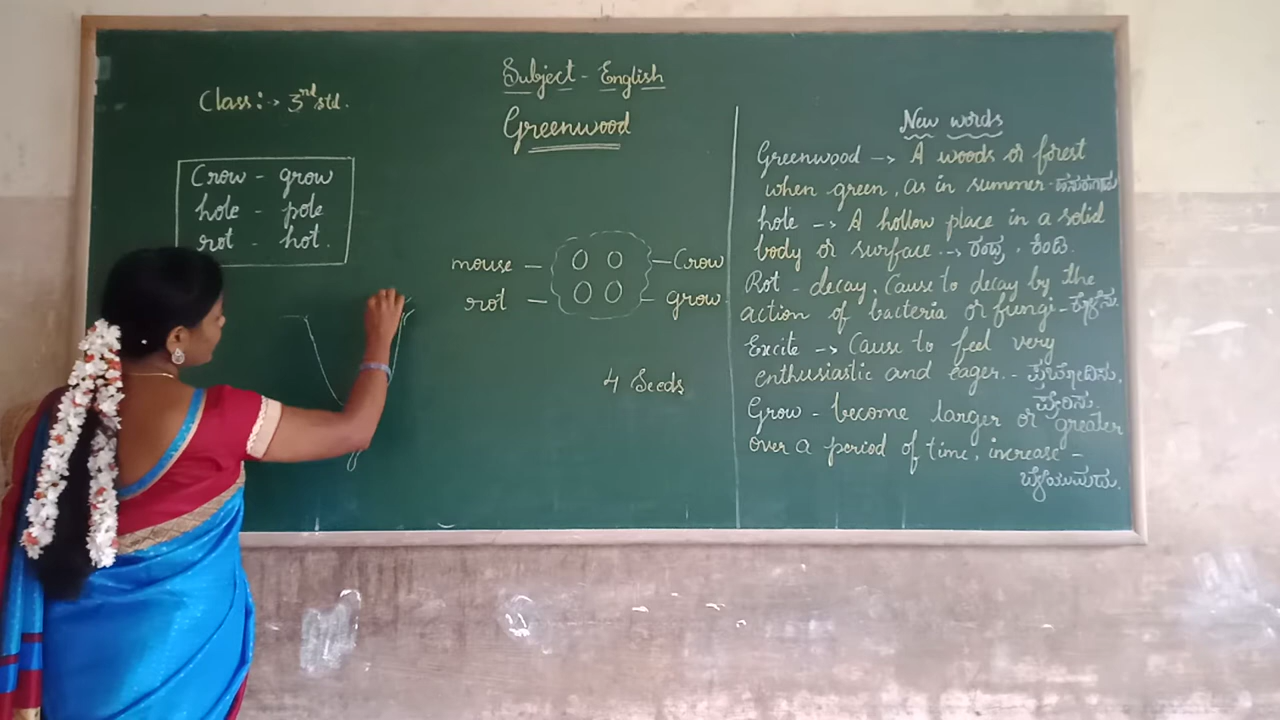 Subject - English
Class :- 3rd std.
Greenwood
Crow - grow
hole - pole
rot - hot.
mouse - Crow
rot - grow
4 Seeds
New words
Greenwood -> A woods or forest
when green, as in summer -
hole -> A hollow place in a solid
body or surface. -> ರಂಧ್ರ,
Rot - decay, Cause to decay by the
action of bacteria or fungi -
Excite -> Cause to feel very
enthusiastic and eager. - ಪ್ರಚೋದಿಸು,
ಪ್ರೇರಿಸು.
Grow - become larger or greater
over a period of time, increase -
ಬೆಳೆಯುವುದು.